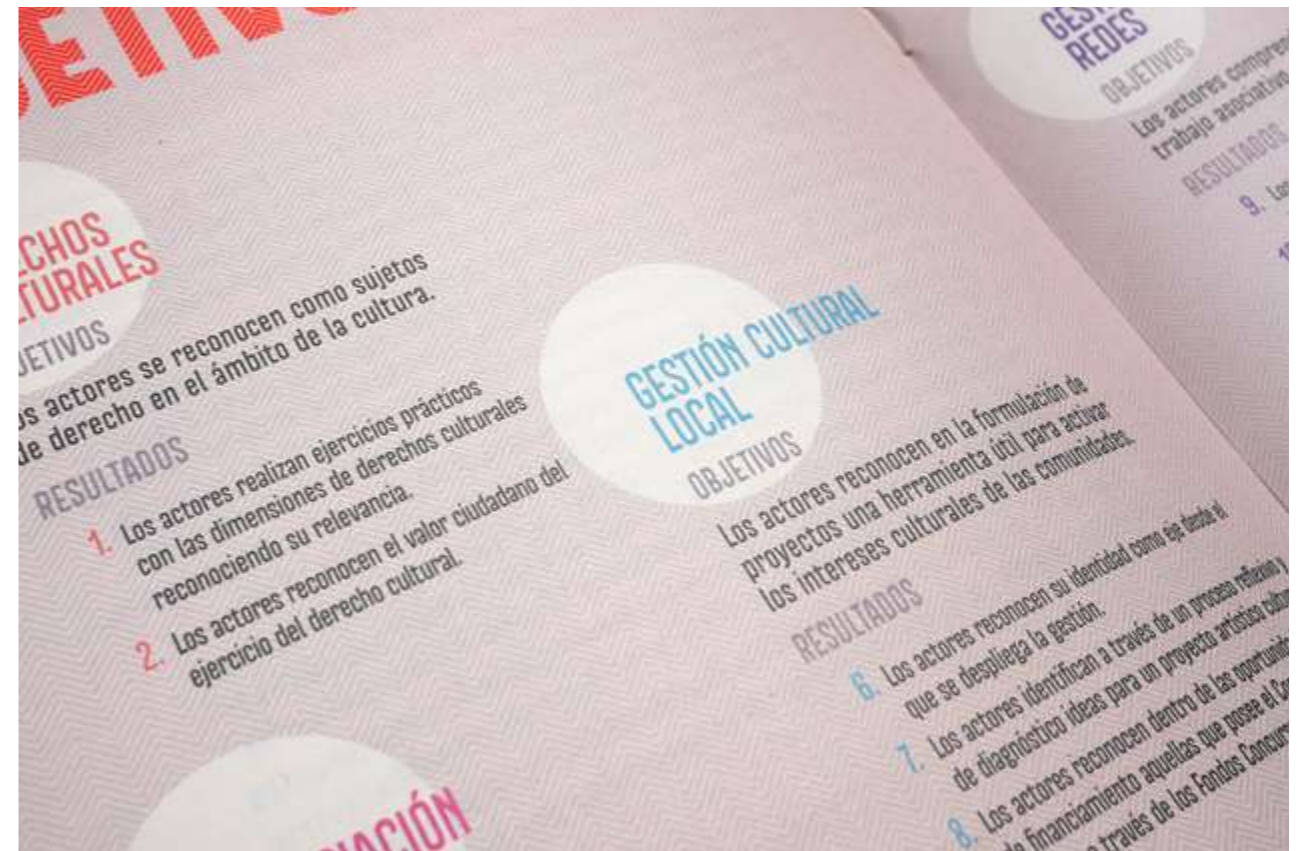 DERECHOS
CULTURALES
OBJETIVOS
Los actores se reconocen como sujetos
de derecho en el ámbito de la cultura.
RESULTADOS
1. Los actores realizan ejercicios prácticos
con las dimensiones de derechos culturales
reconociendo su relevancia.
2. Los actores reconocen el valor ciudadano del
ejercicio del derecho cultural.
GESTIÓN CULTURAL
LOCAL
OBJETIVOS
Los actores reconocen en la formulación de
proyectos una herramienta útil para activar
los intereses culturales de las comunidades.
RESULTADOS
6. Los actores reconocen su identidad como eje desde el
que se despliega la gestión.
7. Los actores identifican a través de un proceso reflexivo y
de diagnóstico ideas para un proyecto artístico
8. Los actores reconocen dentro de las
de financiamiento aquellas que posee el
a través de los Fondos
REDES
OBJETIVOS
Los actores
trabajo asociativo
RESULTADOS
9. Los